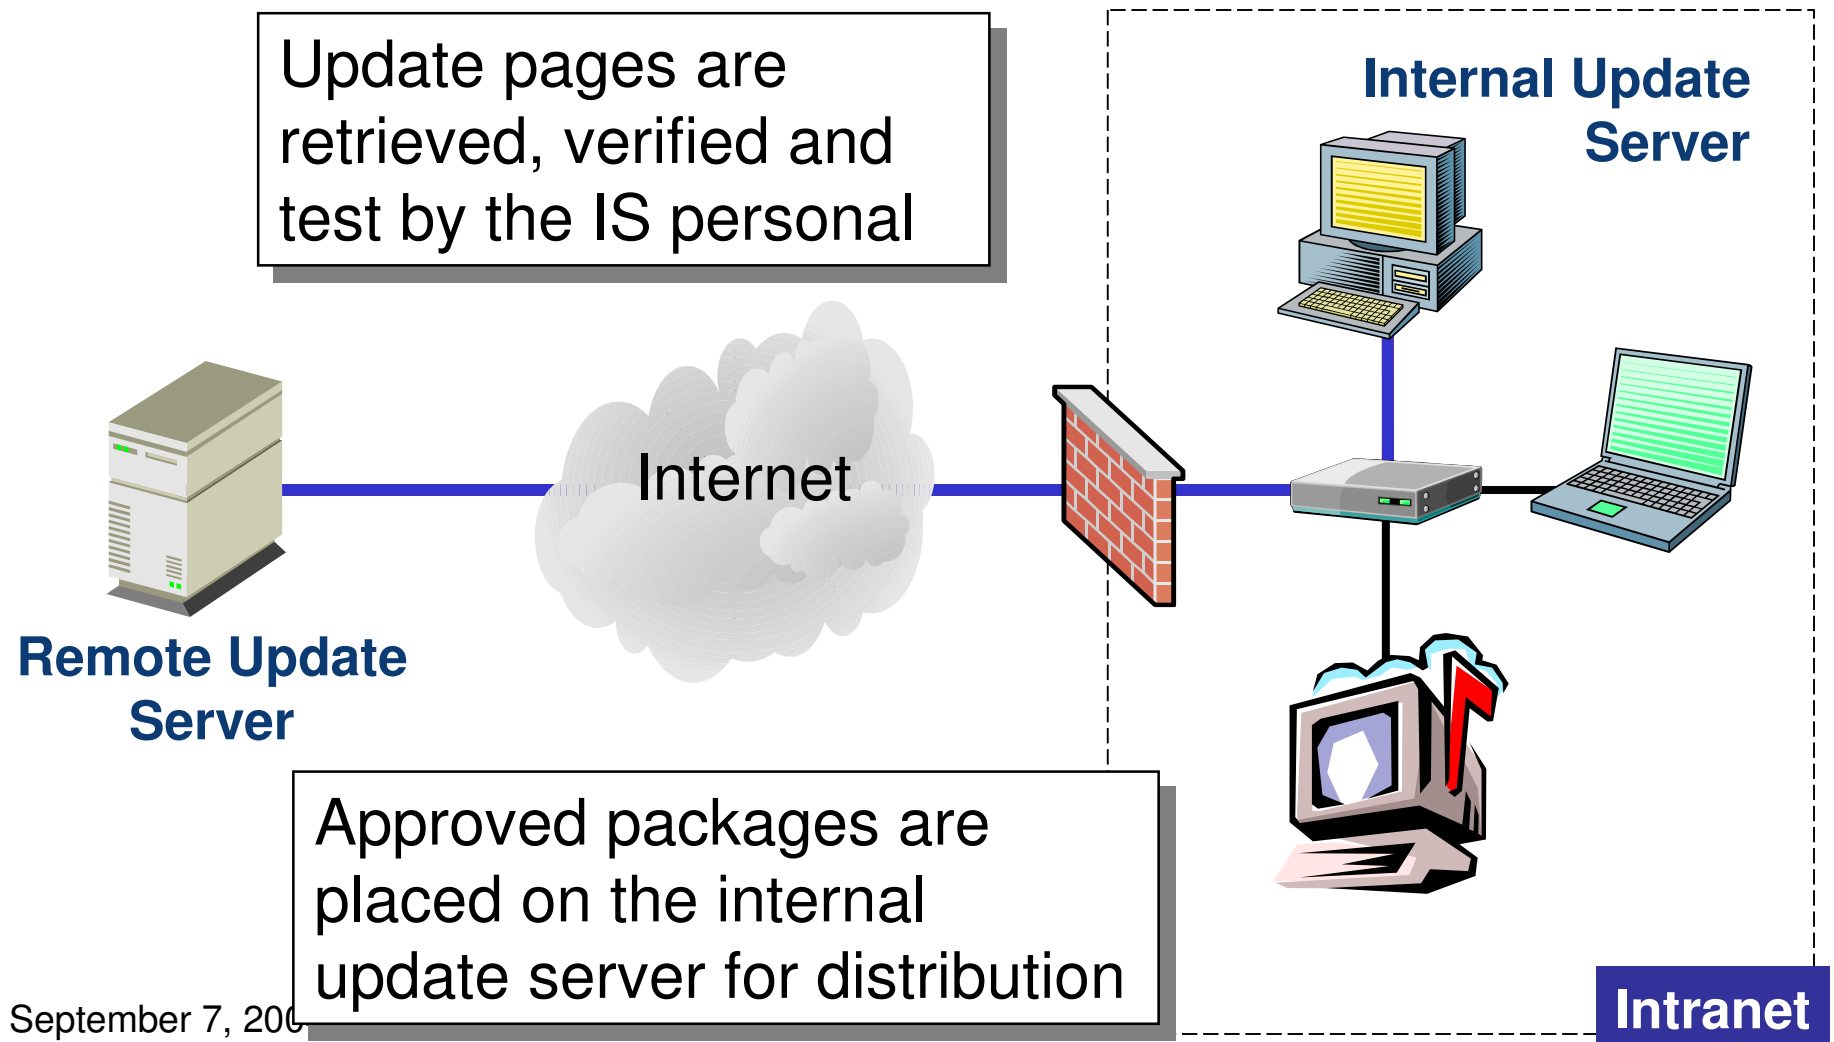 Update pages are
retrieved, verified and
test by the IS personal
Internal Update
Server
Internet
Remote Update
Server
Approved packages are
placed on the internal
update server for distribution
September 7,
Intranet